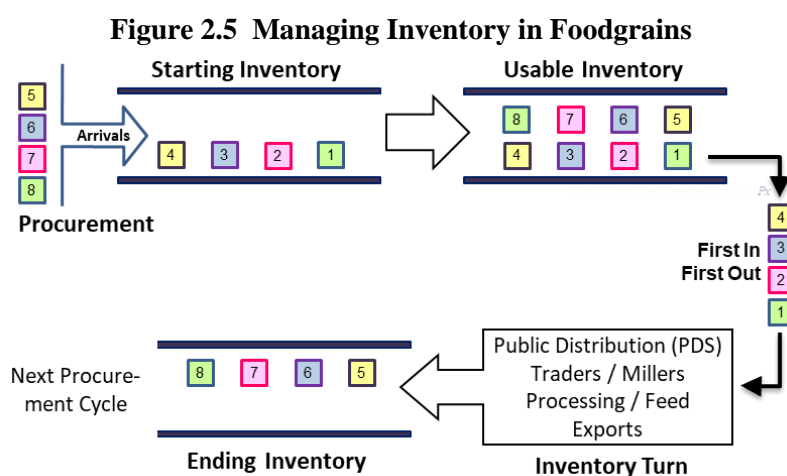 Figure 2.5 Managing Inventory in Foodgrains
Starting Inventory
Usable Inventory
5
6
7
8
Arrivals
4 3 2 1
8 7 6 5
4 3 2 1
Procurement
First In
First Out
4
3
2
1
Next Procure-
ment Cycle
8 7 6 5
Public Distribution (PDS)
Traders / Millers
Processing / Feed
Exports
Ending Inventory
Inventory Turn